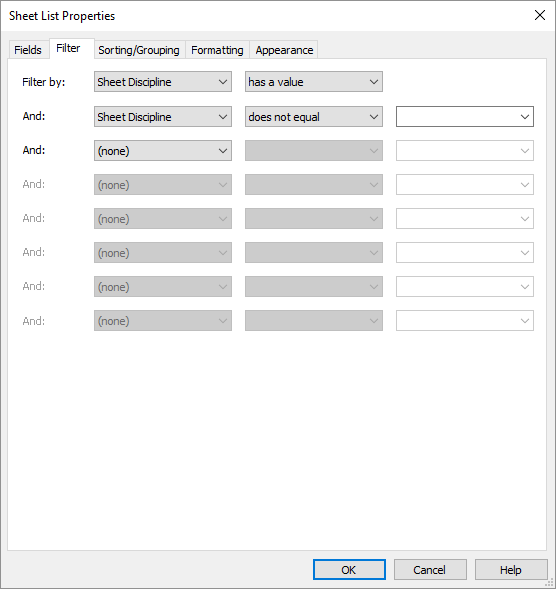 Sheet List Properties
Fields Filter Sorting/Grouping Formatting Appearance
Filter by: Sheet Discipline has a value
And: Sheet Discipline does not equal
And: (none)
And: (none)
And: (none)
And: (none)
And: (none)
And: (none)
OK Cancel Help